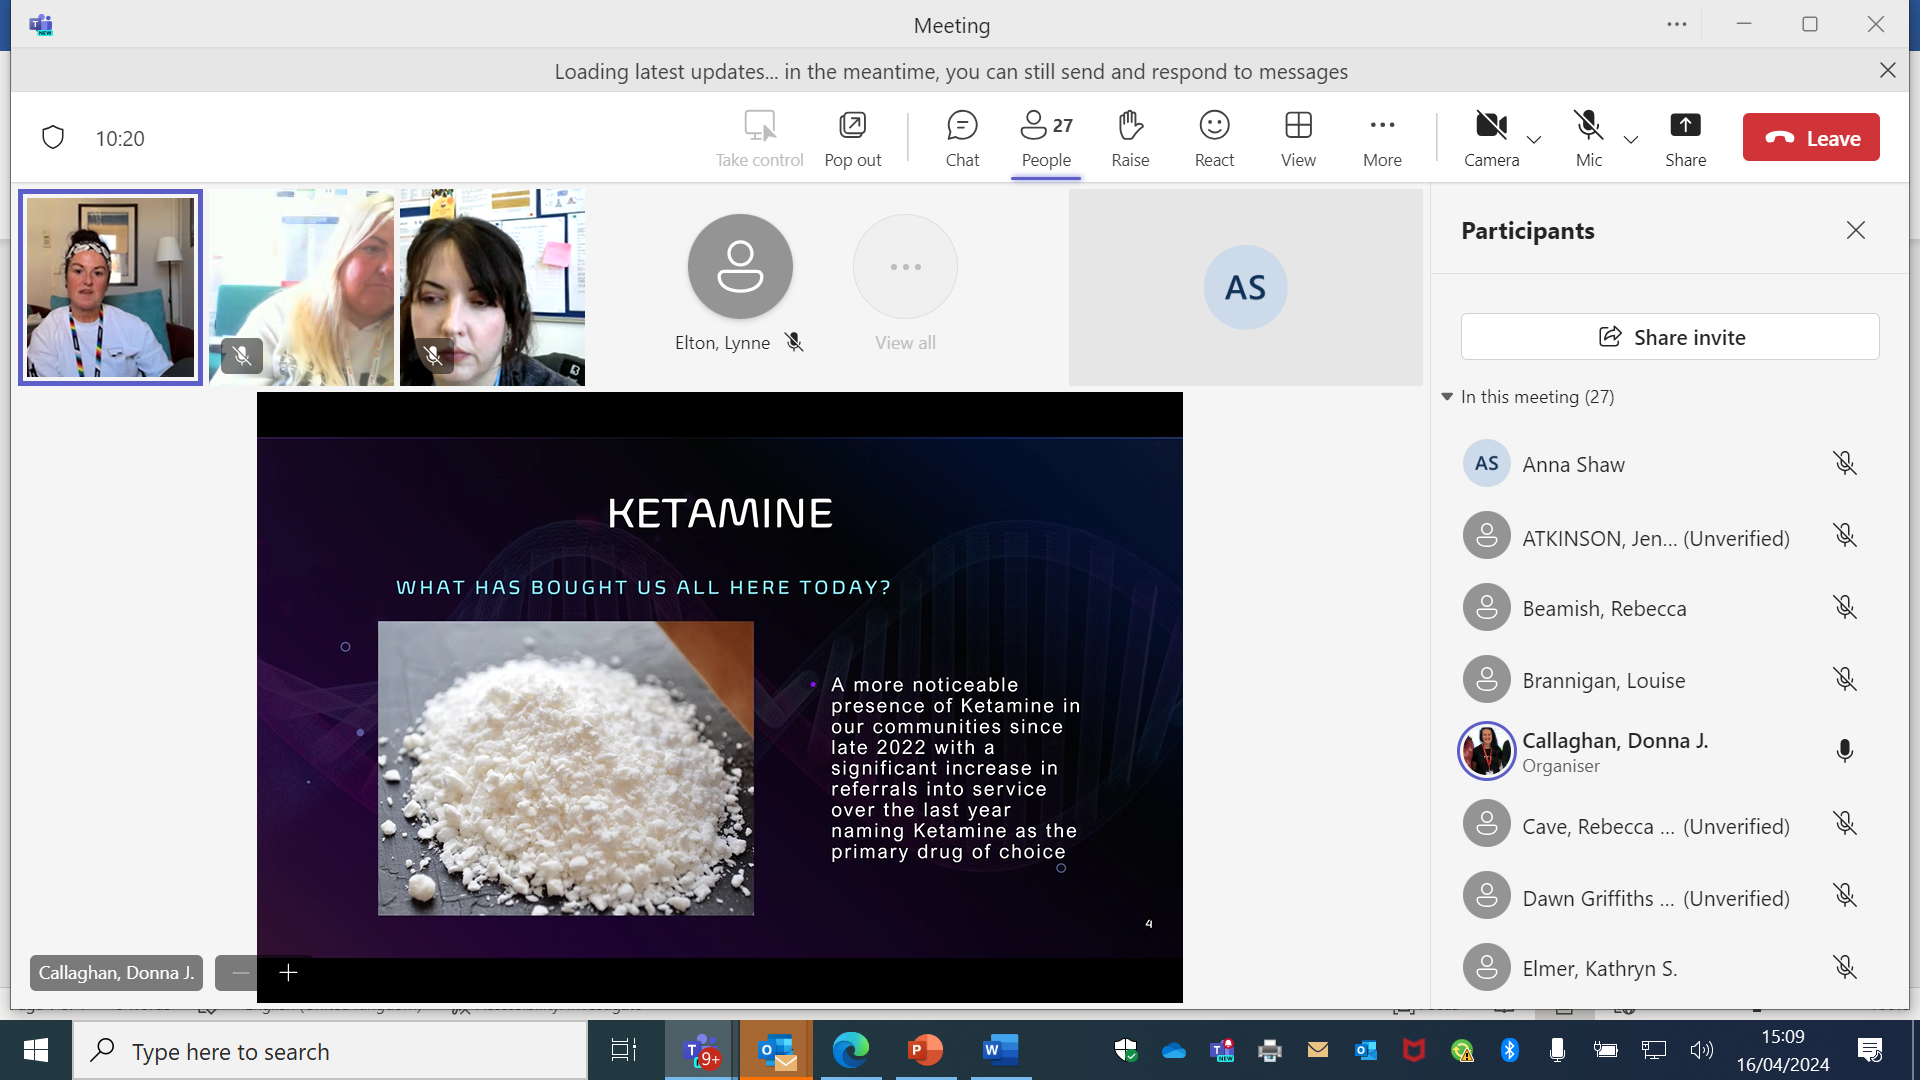 Meeting
Loading latest updates... in the meantime, you can still send and respond to messages
10:20
Take control
Pop out
Chat
27
People
Raise
React
View
More
Camera
Mic
Share
Leave
Elton, Lynne
View all
AS
KETAMINE
WHAT HAS BOUGHT US ALL HERE TODAY?
A more noticeable
presence of Ketamine in
our communities since
late 2022 with a
significant increase in
referrals into service
over the last year
naming Ketamine as the
primary drug of choice
4
Callaghan, Donna J.
Participants
Share invite
In this meeting (27)
AS Anna Shaw
ATKINSON, Jen... (Unverified)
Beamish, Rebecca
Brannigan, Louise
Callaghan, Donna J.
Organiser
Cave, Rebecca ... (Unverified)
Dawn Griffiths ... (Unverified)
Elmer, Kathryn S.
Type here to search
9+
15:09
16/04/2024